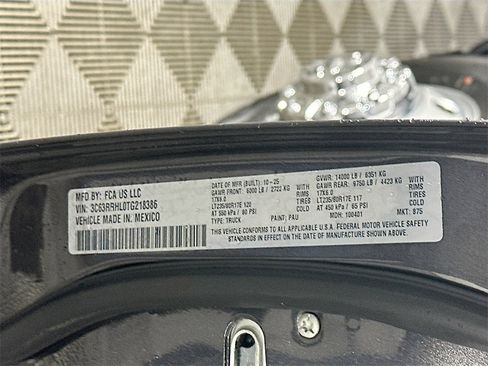 MFD BY: FCA US LLC
VIN: 3C63RRHL0TG218386
VEHICLE MADE IN: MEXICO
DATE OF MFR (BUILT): 10-25
GAWR FRONT: 6000 LB / 2722 KG
17X6.0 RIMS
LT235/80R17E 120 TIRES
AT 550 kPa / 80 PSI COLD
TYPE: TRUCK PAINT: PAU
GVWR: 14000 LB / 6351 KG
GAWR REAR: 9750 LB / 4423 KG WITH
17X6.0 RIMS
LT235/80R17E 117 TIRES
AT 450 kPa / 65 PSI COLD
MDH: 100401 MKT: 875
THIS VEHICLE CONFORMS TO ALL APPLICABLE U.S.A. FEDERAL MOTOR VEHICLE SAFETY
STANDARDS IN EFFECT ON THE DATE OF MANUFACTURE SHOWN ABOVE.